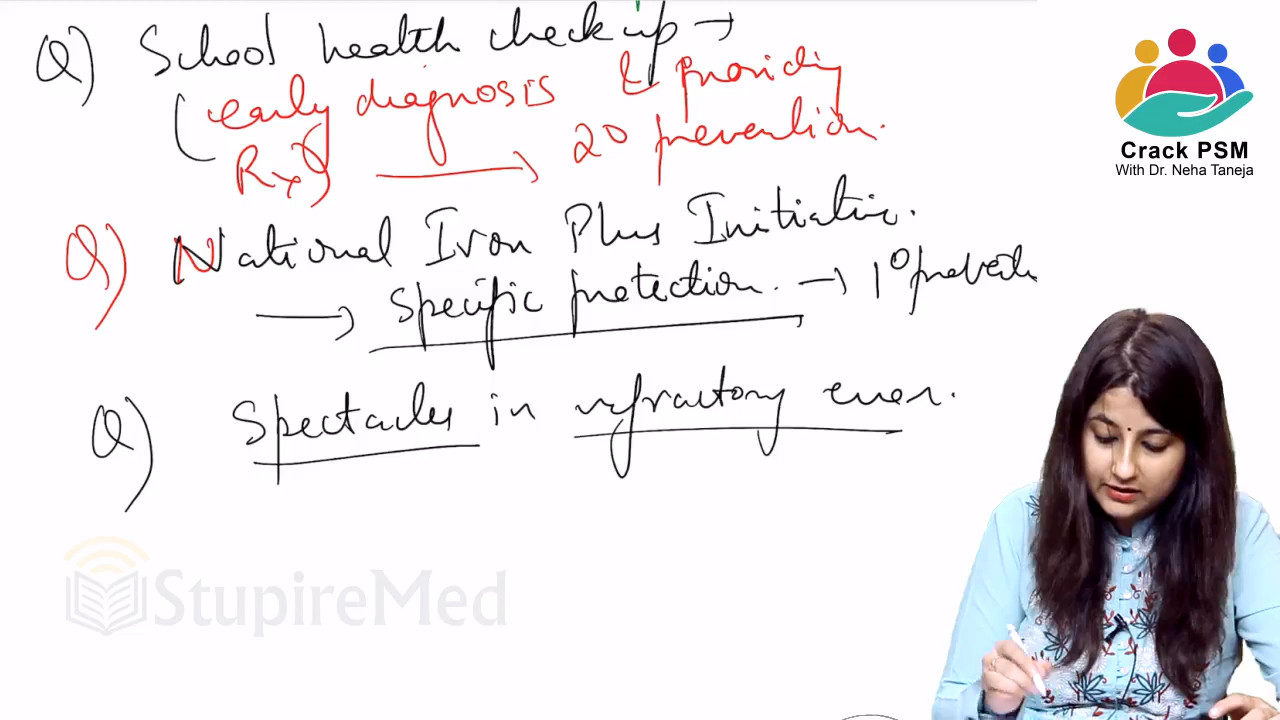 Q) School health check up →
(early diagnosis & providing
Rx) → 2° prevention.
Q) National Iron Plus Initiative.
→ Specific protection. → 1° prevent
Q) Spectacles in refractory error.
Crack PSM
With Dr. Neha Taneja
StupireMed